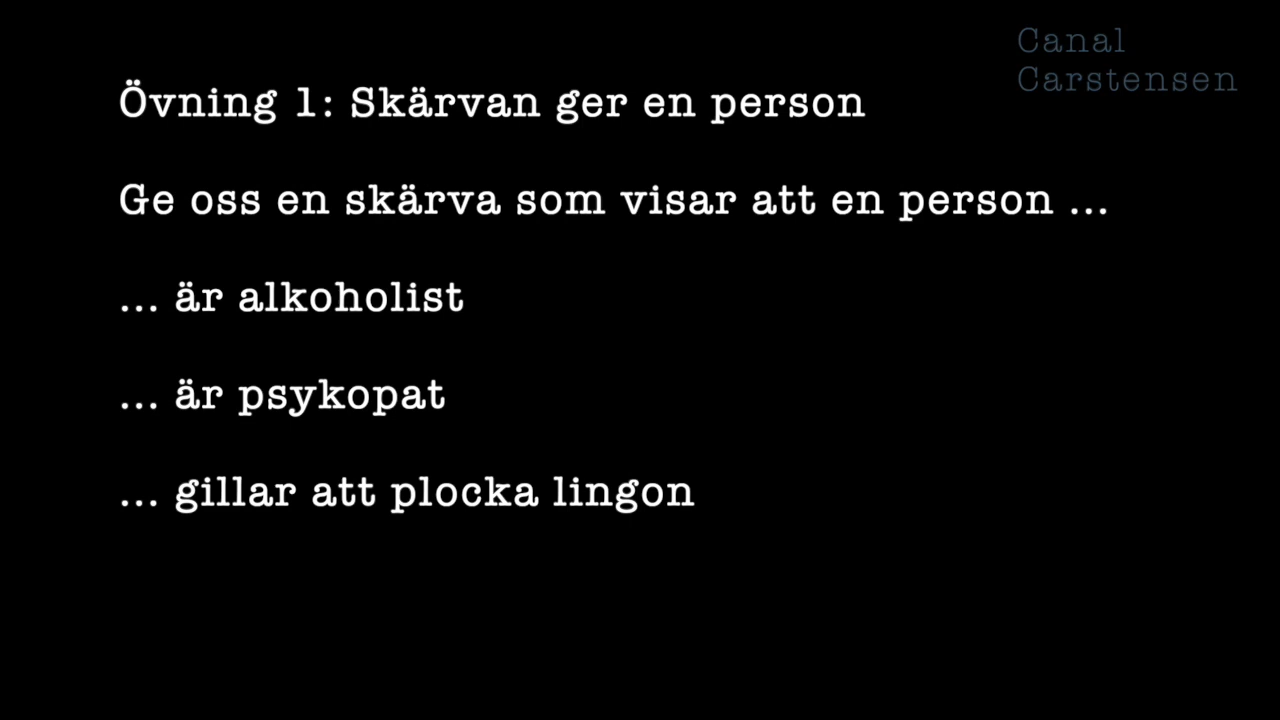 Canal
Carstensen
Övning 1: Skärvan ger en person
Ge oss en skärva som visar att en person ...
... är alkoholist
... är psykopat
... gillar att plocka lingon